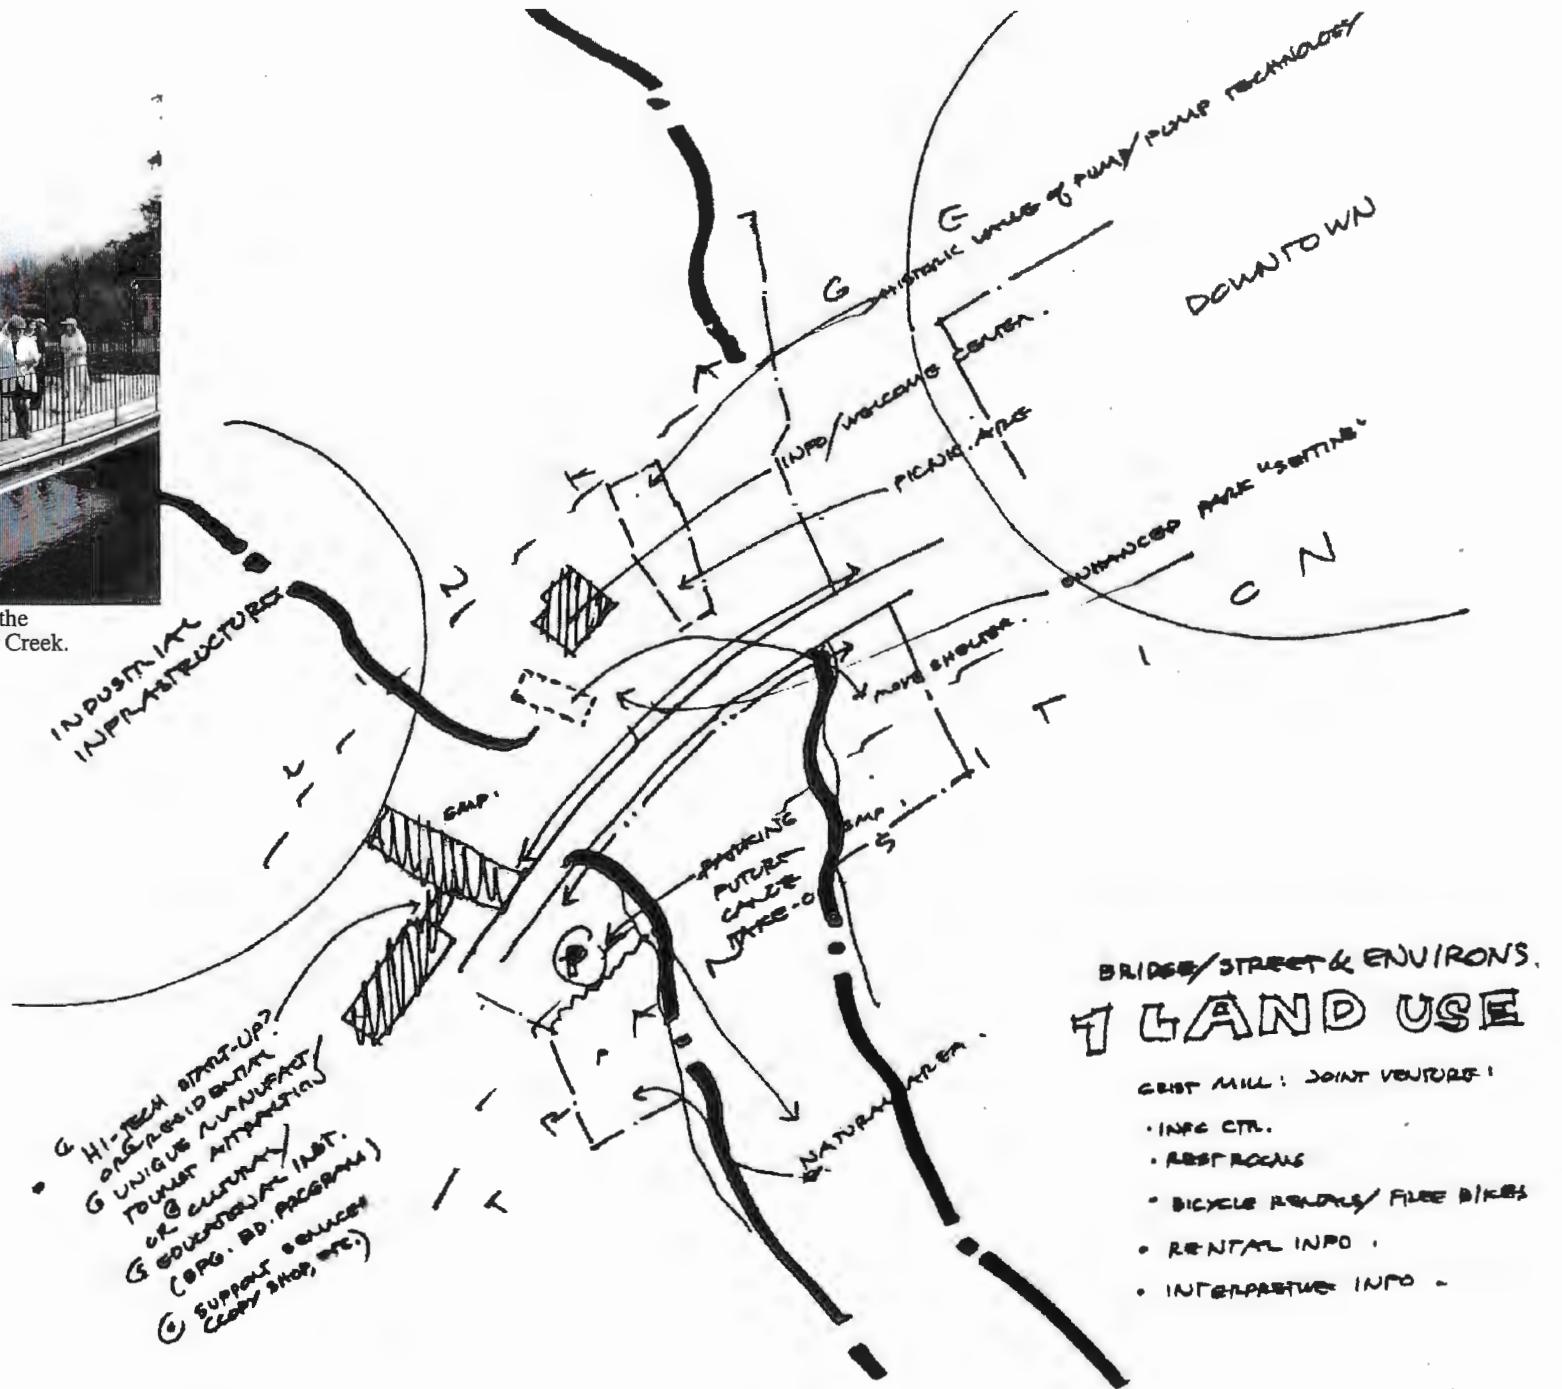 the
Creek.
HISTORIC VALUE of PUMP/PUMP TECHNOLOGY
DOWNTOWN
INFO/WELCOME CENTER.
PICNIC AREA
ENHANCED PARK "SETTING"
MOVE SHELTER.
INDUSTRIAL
INFRASTRUCTURE
EMP.
EMP.
PARKING
FUTURE
CANOE
TAKE-O
P
NATURAL AREA.
HI-TECH START-UP?
OR RESIDENTIAL.
UNIQUE MANUFACT/
TOURIST ATTRACTION
OR CULTURAL/
EDUCATIONAL INST.
(SPG. ED. PROGRAM)
SUPPORT SERVICES
(COPY SHOP, ETC.)
BRIDGE/STREET & ENVIRONS.
1 LAND USE
GRIST MILL: JOINT VENTURE:
• INFO CTR.
• REST ROOMS
• BICYCLE RENTALS/ FREE BIKES
• RENTAL INFO.
• INTERPRETIVE INFO.